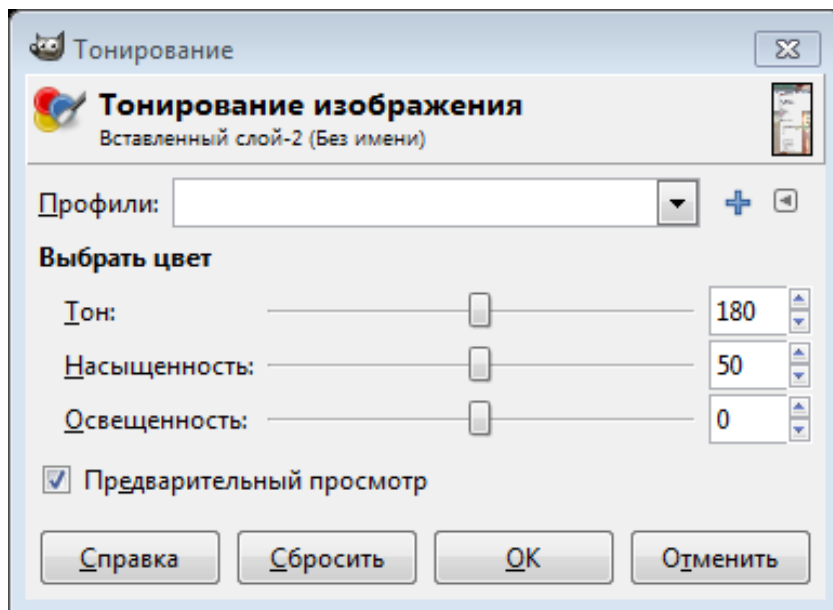 Тонирование
Тонирование изображения
Вставленный слой-2 (Без имени)
Профили:
Выбрать цвет
Тон: 180
Насыщенность: 50
Освещенность: 0
Предварительный просмотр
Справка Сбросить OK Отменить